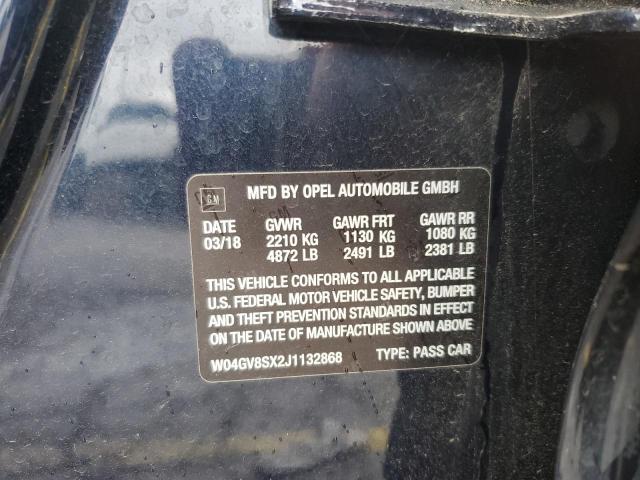 GM MFD BY OPEL AUTOMOBILE GMBH
DATE GVWR GAWR FRT GAWR RR
03/18 2210 KG 1130 KG 1080 KG
4872 LB 2491 LB 2381 LB
THIS VEHICLE CONFORMS TO ALL APPLICABLE
U.S. FEDERAL MOTOR VEHICLE SAFETY, BUMPER
AND THEFT PREVENTION STANDARDS IN EFFECT
ON THE DATE OF MANUFACTURE SHOWN ABOVE
W04GV8SX2J1132868 TYPE: PASS CAR